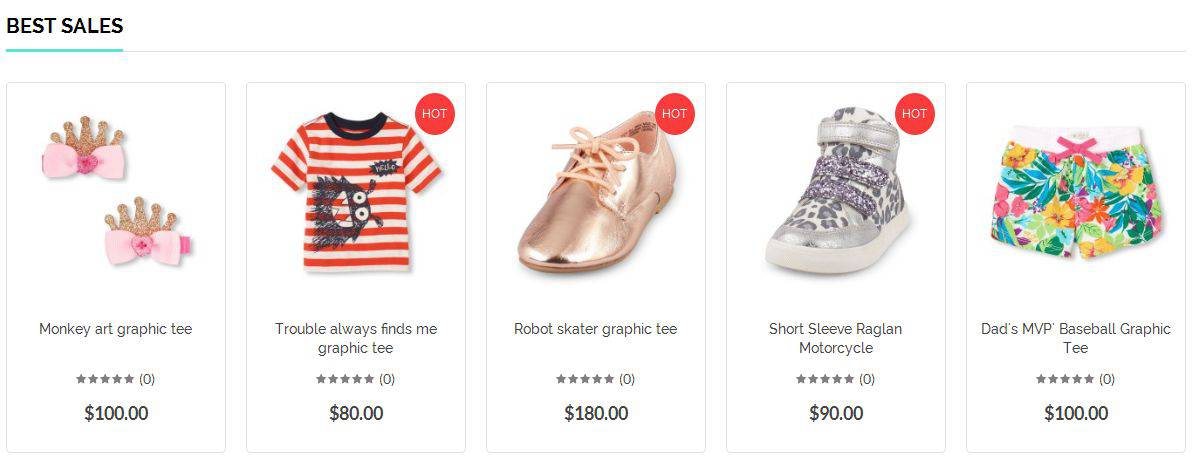 BEST SALES
HOT
HOT
HOT
HELLO
Monkey art graphic tee
Trouble always finds me
graphic tee
Robot skater graphic tee
Short Sleeve Raglan
Motorcycle
Dad's MVP' Baseball Graphic
Tee
(0)
(0)
(0)
(0)
(0)
$100.00
$80.00
$180.00
$90.00
$100.00